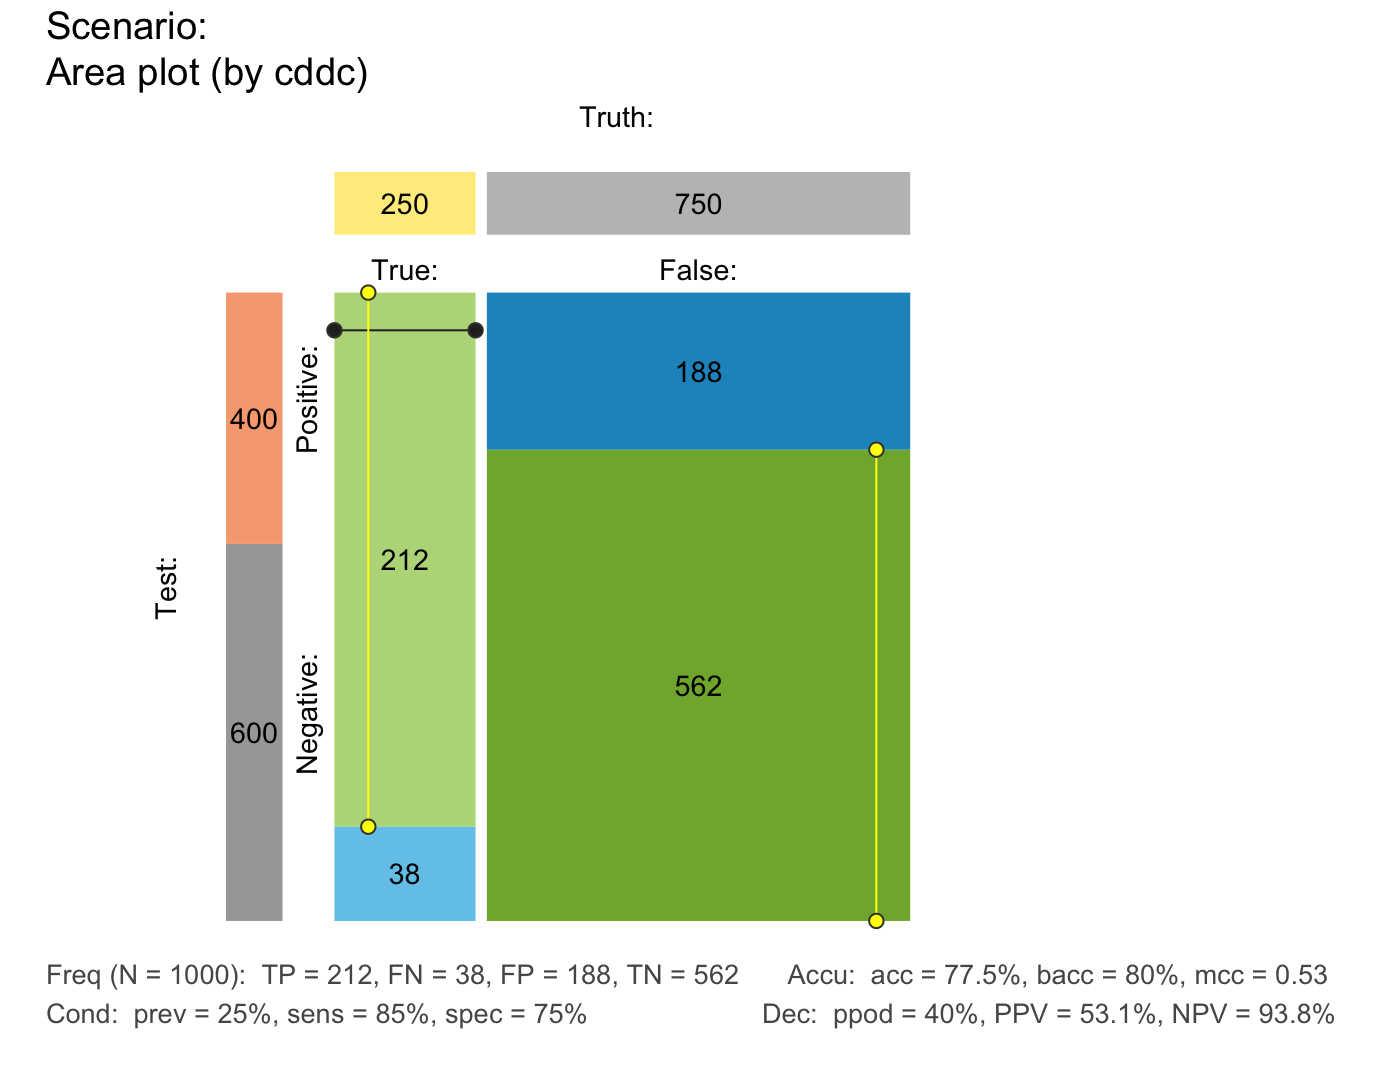 Scenario:
Area plot (by cddc)
Truth:
250
750
True:
False:
Test:
400
600
Positive:
Negative:
212
38
188
562
Freq (N = 1000):  TP = 212, FN = 38, FP = 188, TN = 562
Accu:  acc = 77.5%, bacc = 80%, mcc = 0.53
Cond:  prev = 25%, sens = 85%, spec = 75%
Dec:  ppod = 40%, PPV = 53.1%, NPV = 93.8%